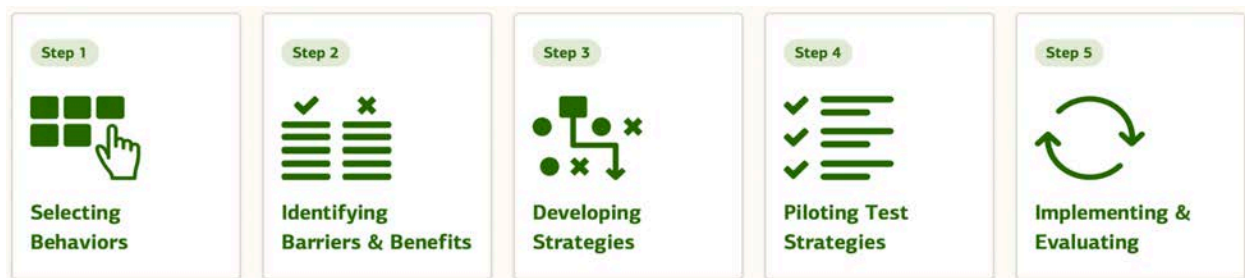 Step 1
Selecting
Behaviors
Step 2
Identifying
Barriers & Benefits
Step 3
Developing
Strategies
Step 4
Piloting Test
Strategies
Step 5
Implementing &
Evaluating